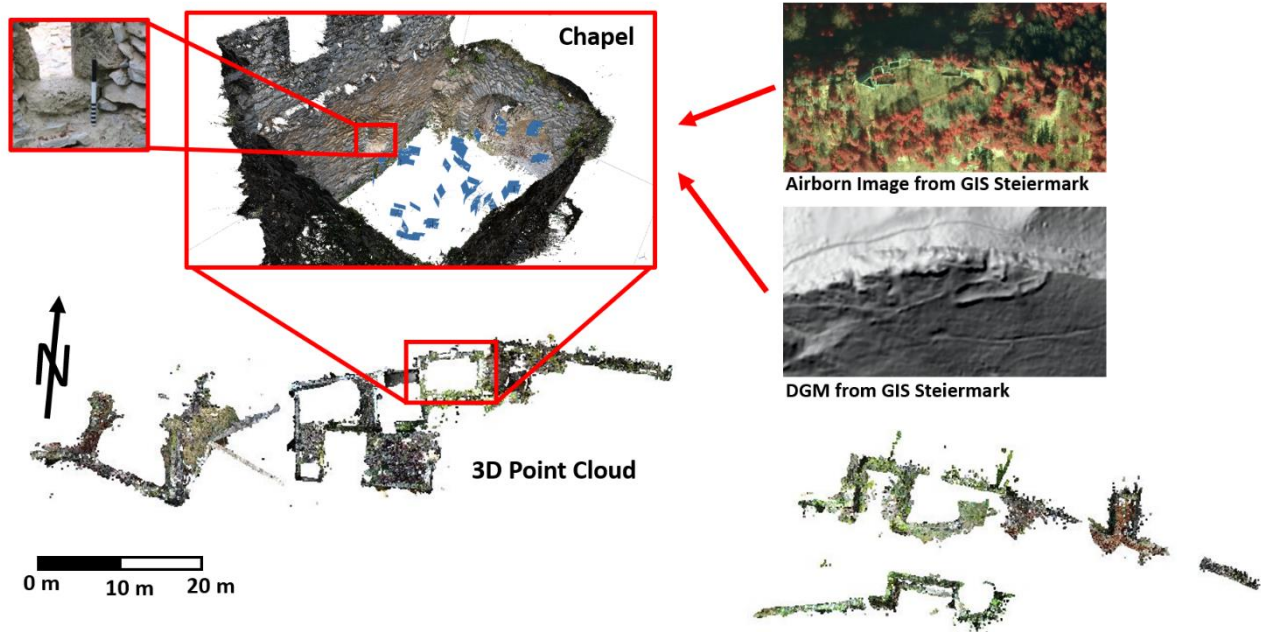 Chapel
Airborn Image from GIS Steiermark
DGM from GIS Steiermark
N
3D Point Cloud
0 m 10 m 20 m